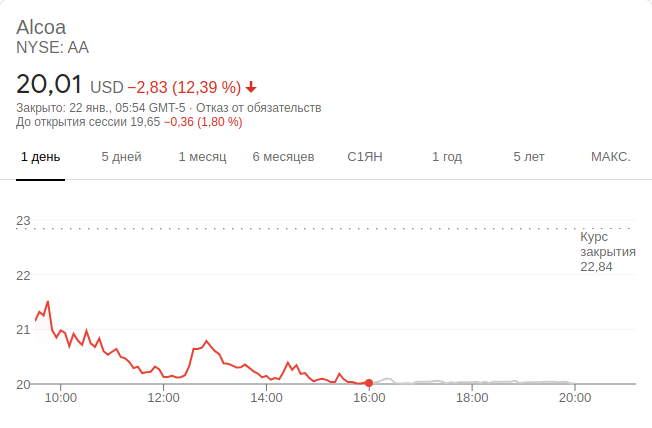 Alcoa
NYSE: AA
20,01 USD −2,83 (12,39 %)
Закрыто: 22 янв., 05:54 GMT-5 · Отказ от обязательств
До открытия сессии 19,65 −0,36 (1,80 %)
1 день 5 дней 1 месяц 6 месяцев С1ЯН 1 год 5 лет МАКС.
23
Курс
закрытия
22,84
22
21
20
10:00 12:00 14:00 16:00 18:00 20:00